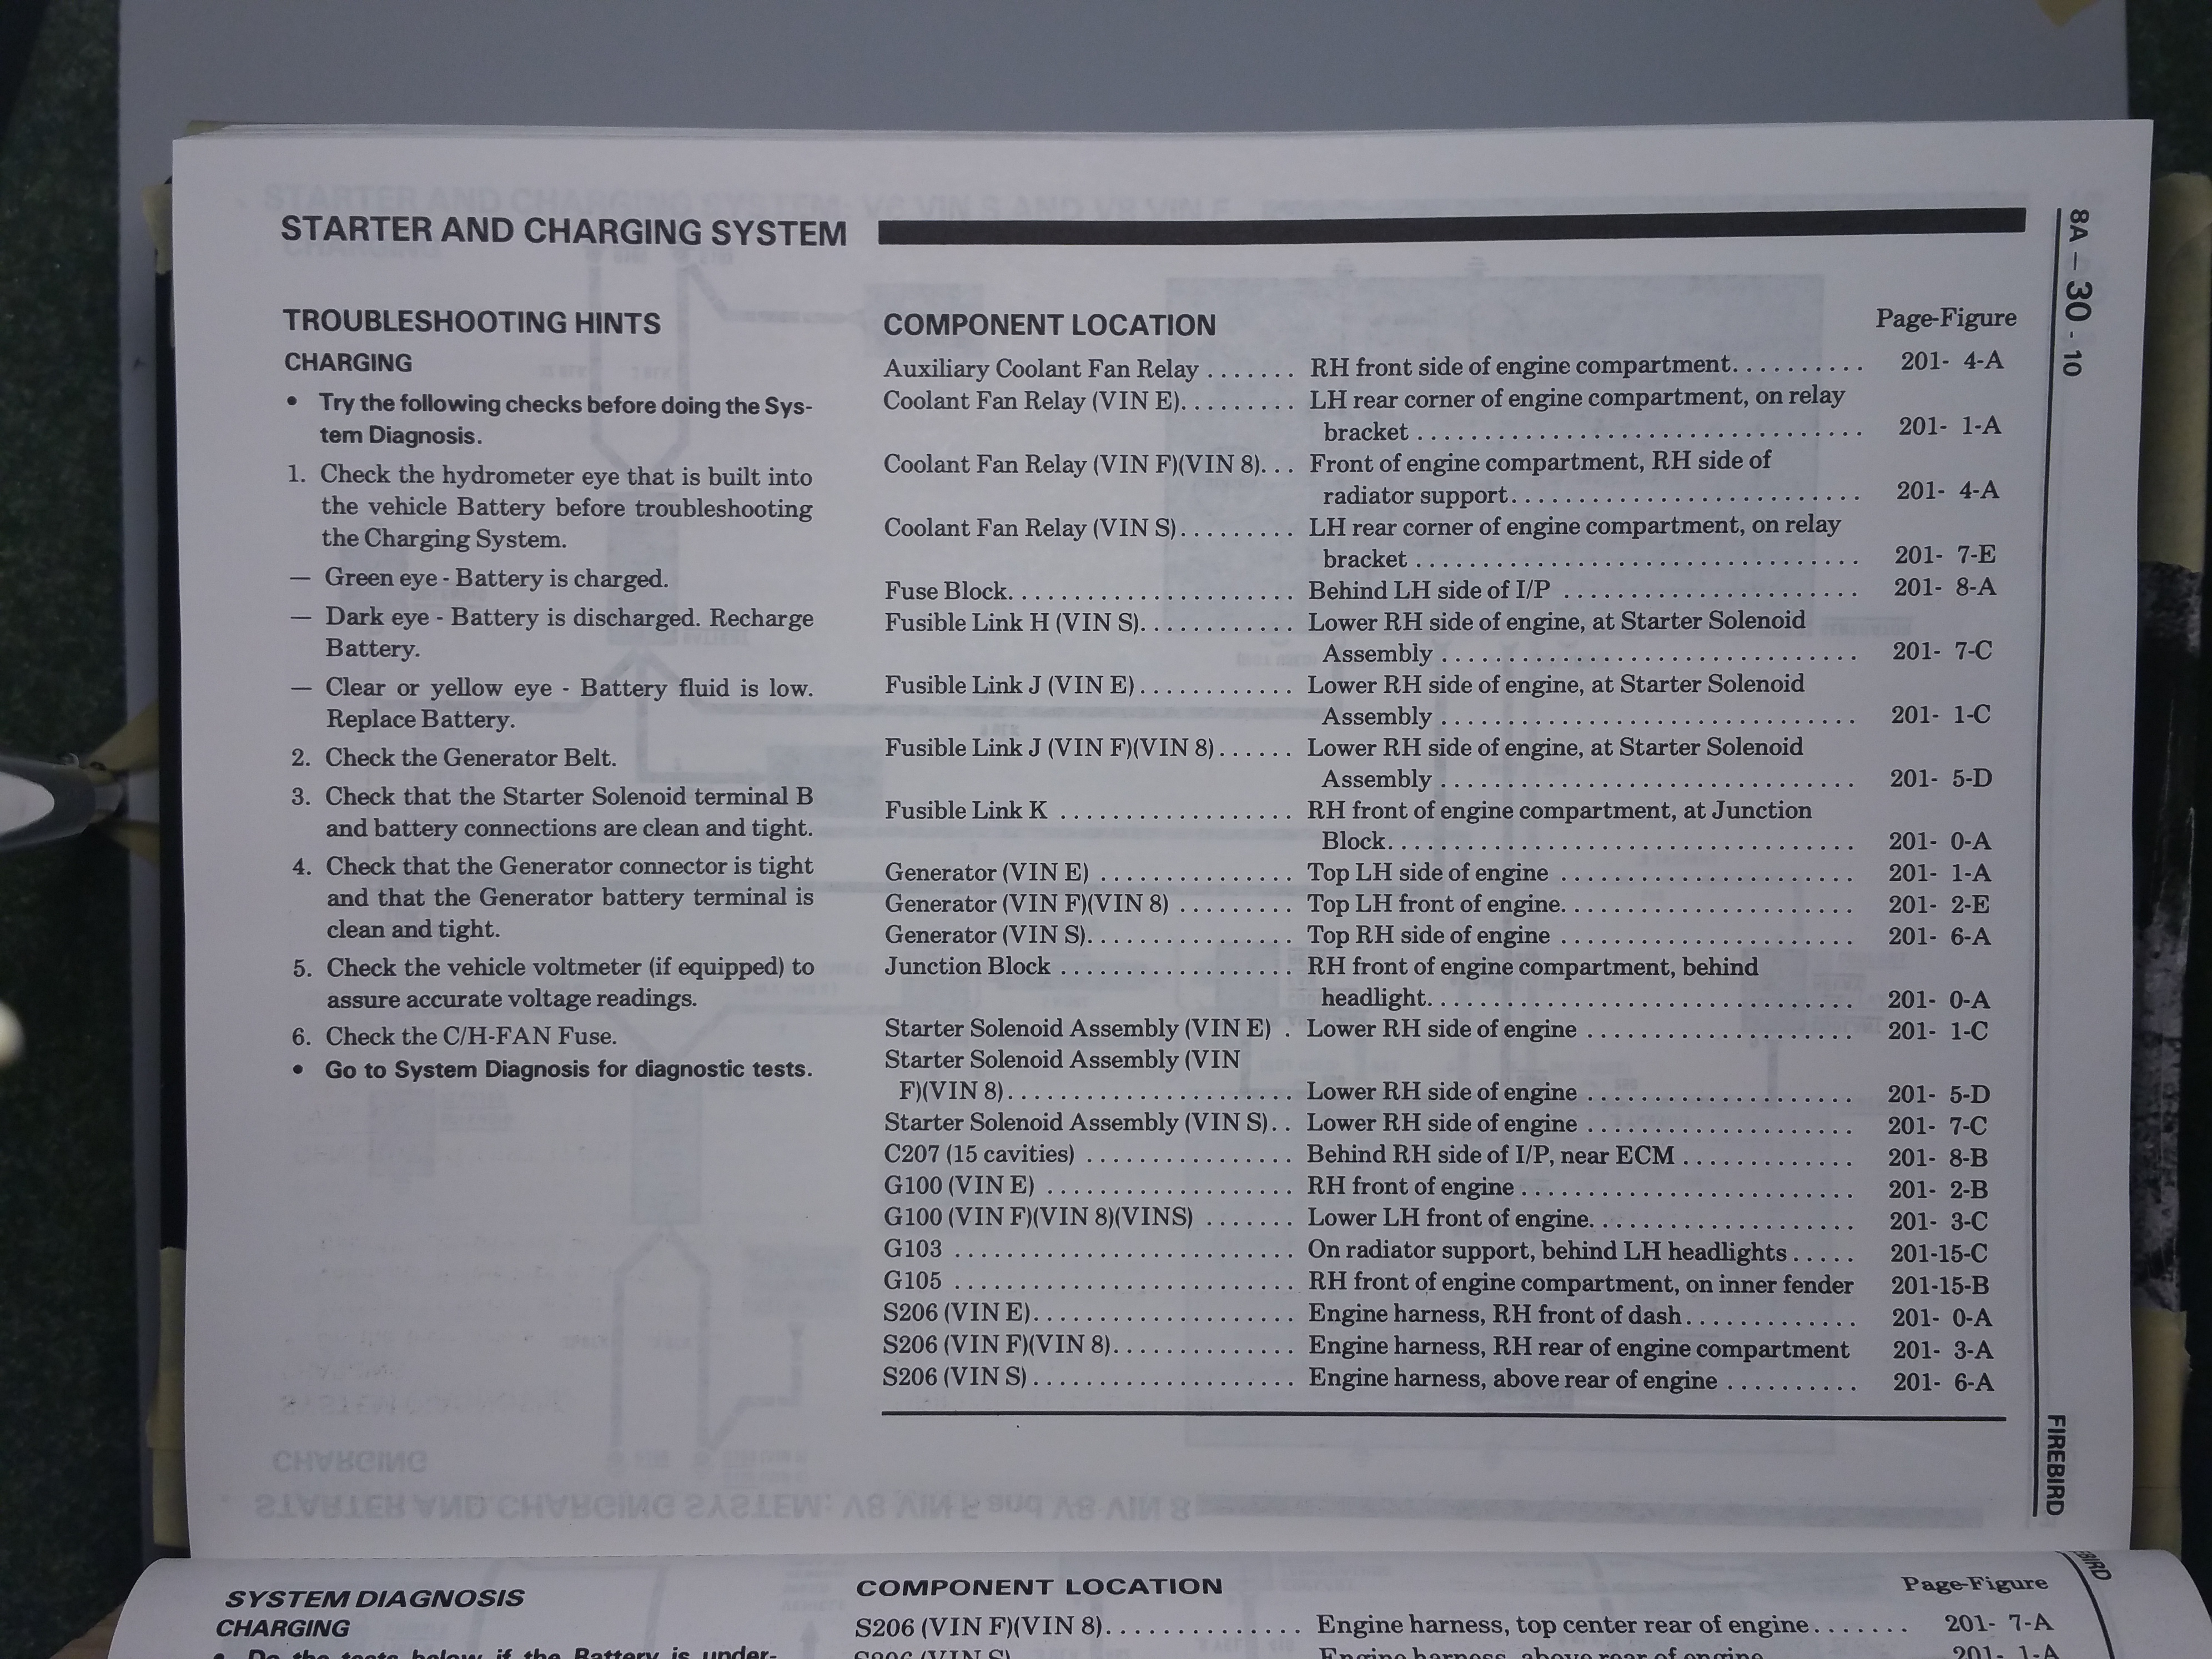 STARTER AND CHARGING SYSTEM
TROUBLESHOOTING HINTS
CHARGING
• Try the following checks before doing the Sys-
tem Diagnosis.
1. Check the hydrometer eye that is built into
the vehicle Battery before troubleshooting
the Charging System.
— Green eye - Battery is charged.
— Dark eye - Battery is discharged. Recharge
Battery.
— Clear or yellow eye - Battery fluid is low.
Replace Battery.
2. Check the Generator Belt.
3. Check that the Starter Solenoid terminal B
and battery connections are clean and tight.
4. Check that the Generator connector is tight
and that the Generator battery terminal is
clean and tight.
5. Check the vehicle voltmeter (if equipped) to
assure accurate voltage readings.
6. Check the C/H-FAN Fuse.
• Go to System Diagnosis for diagnostic tests.
COMPONENT LOCATION Page-Figure
Auxiliary Coolant Fan Relay ....... RH front side of engine compartment.......... 201- 4-A
Coolant Fan Relay (VIN E)......... LH rear corner of engine compartment, on relay
bracket .................................. 201- 1-A
Coolant Fan Relay (VIN F)(VIN 8)... Front of engine compartment, RH side of
radiator support........................... 201- 4-A
Coolant Fan Relay (VIN S)......... LH rear corner of engine compartment, on relay
bracket .................................. 201- 7-E
Fuse Block...................... Behind LH side of I/P ...................... 201- 8-A
Fusible Link H (VIN S)............ Lower RH side of engine, at Starter Solenoid
Assembly ................................ 201- 7-C
Fusible Link J (VIN E)............ Lower RH side of engine, at Starter Solenoid
Assembly ................................ 201- 1-C
Fusible Link J (VIN F)(VIN 8)...... Lower RH side of engine, at Starter Solenoid
Assembly ................................ 201- 5-D
Fusible Link K .................. RH front of engine compartment, at Junction
Block.................................... 201- 0-A
Generator (VIN E) ............... Top LH side of engine ...................... 201- 1-A
Generator (VIN F)(VIN 8) ......... Top LH front of engine...................... 201- 2-E
Generator (VIN S)................ Top RH side of engine ...................... 201- 6-A
Junction Block .................. RH front of engine compartment, behind
headlight................................. 201- 0-A
Starter Solenoid Assembly (VIN E) . Lower RH side of engine .................... 201- 1-C
Starter Solenoid Assembly (VIN
F)(VIN 8)...................... Lower RH side of engine .................... 201- 5-D
Starter Solenoid Assembly (VIN S).. Lower RH side of engine .................... 201- 7-C
C207 (15 cavities) ................ Behind RH side of I/P, near ECM ............. 201- 8-B
G100 (VIN E) ................... RH front of engine ......................... 201- 2-B
G100 (VIN F)(VIN 8)(VINS) ....... Lower LH front of engine.................... 201- 3-C
G103 .......................... On radiator support, behind LH headlights ..... 201-15-C
G105 .......................... RH front of engine compartment, on inner fender 201-15-B
S206 (VIN E).................... Engine harness, RH front of dash............. 201- 0-A
S206 (VIN F)(VIN 8).............. Engine harness, RH rear of engine compartment 201- 3-A
S206 (VIN S).................... Engine harness, above rear of engine .......... 201- 6-A
8A — 30 - 10
FIREBIRD
SYSTEM DIAGNOSIS
CHARGING
• Do the tests below if the Battery is under-
COMPONENT LOCATION Page-Figure
S206 (VIN F)(VIN 8)............... Engine harness, top center rear of engine....... 201- 7-A
S206 (VIN S) Engine harness, above rear of engine 201- 1-A